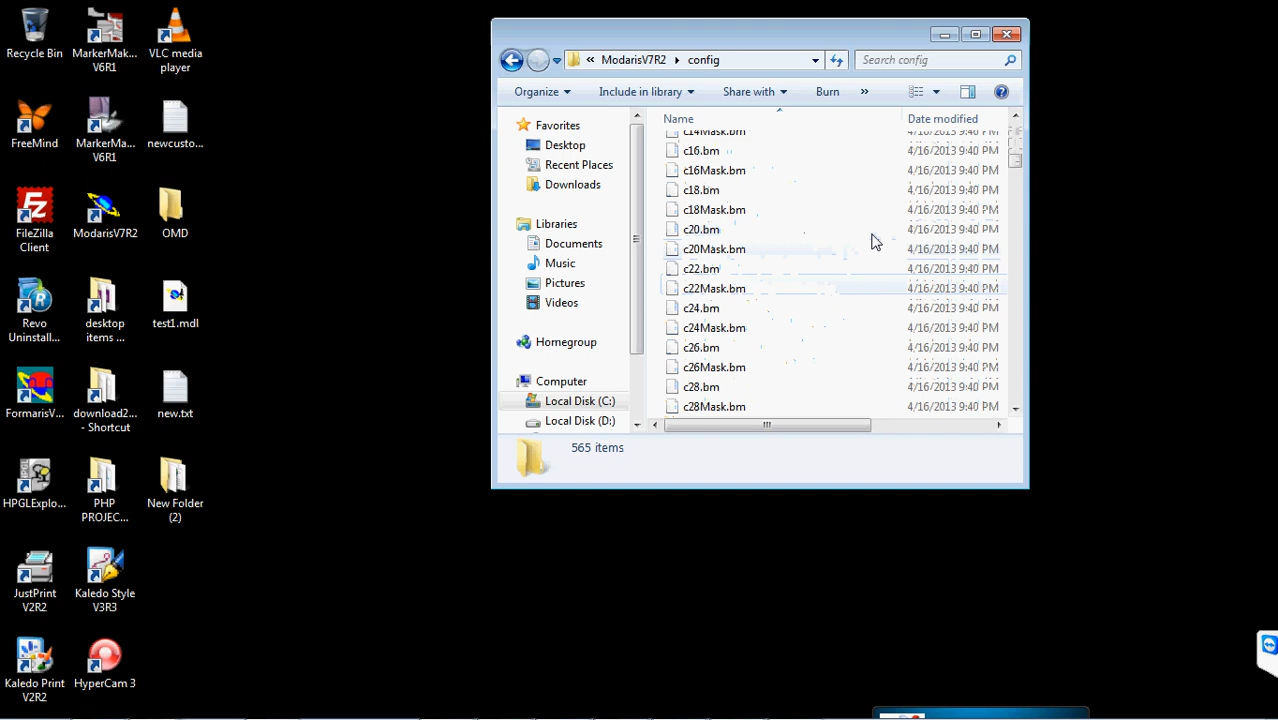 Recycle Bin
MarkerMak...
V6R1
VLC media
player
FreeMind
MarkerMa...
V6R1
newcusto...
FileZilla
Client
ModarisV7R2
OMD
Revo
Uninstall...
desktop
items ...
test1.mdl
FormarisV...
download2...
- Shortcut
new.txt
HPGLExplo...
PHP
PROJEC...
New Folder
(2)
JustPrint
V2R2
Kaledo Style
V3R3
Kaledo Print
V2R2
HyperCam 3
« ModarisV7R2 ▸ config
Search config
Organize
Include in library
Share with
Burn
»
Favorites
Desktop
Recent Places
Downloads
Libraries
Documents
Music
Pictures
Videos
Homegroup
Computer
Local Disk (C:)
Local Disk (D:)
Name Date modified
c14Mask.bm 4/16/2013 9:40 PM
c16.bm 4/16/2013 9:40 PM
c16Mask.bm 4/16/2013 9:40 PM
c18.bm 4/16/2013 9:40 PM
c18Mask.bm 4/16/2013 9:40 PM
c20.bm 4/16/2013 9:40 PM
c20Mask.bm 4/16/2013 9:40 PM
c22.bm 4/16/2013 9:40 PM
c22Mask.bm 4/16/2013 9:40 PM
c24.bm 4/16/2013 9:40 PM
c24Mask.bm 4/16/2013 9:40 PM
c26.bm 4/16/2013 9:40 PM
c26Mask.bm 4/16/2013 9:40 PM
c28.bm 4/16/2013 9:40 PM
c28Mask.bm 4/16/2013 9:40 PM
565 items